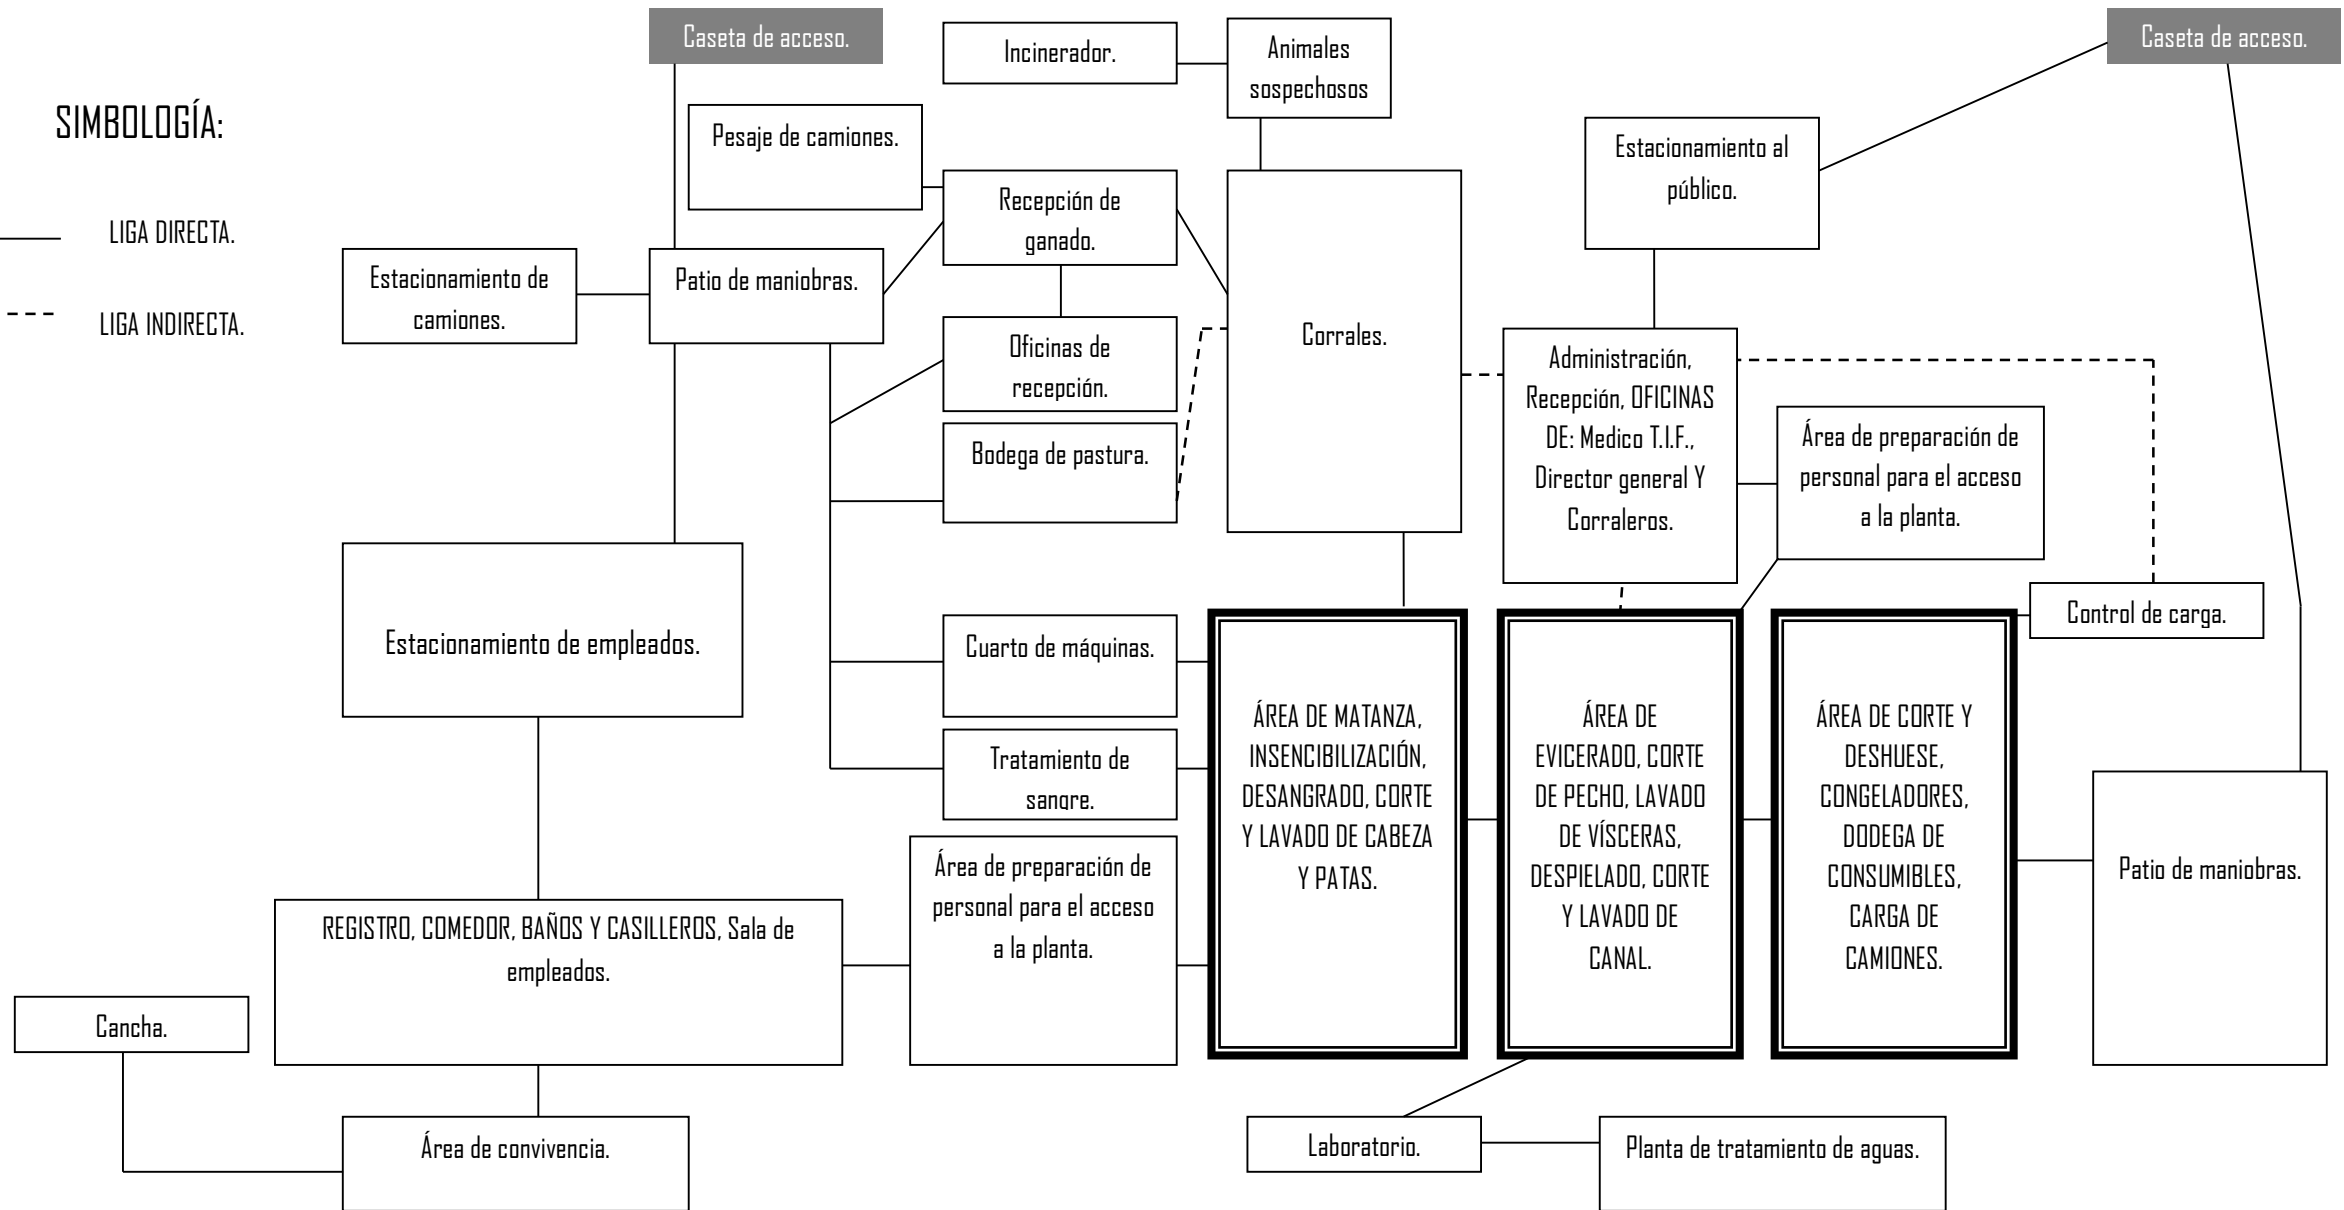 Caseta de acceso.
Caseta de acceso.
Incinerador.
Animales
sospechosos
SIMBOLOGÍA:
Pesaje de camiones.
Estacionamiento al
público.
Recepción de
ganado.
LIGA DIRECTA.
LIGA INDIRECTA.
Estacionamiento de
camiones.
Patio de maniobras.
Oficinas de
recepción.
Corrales.
Administración,
Recepción, OFICINAS
DE: Medico T.I.F.,
Director general Y
Corraleros.
Bodega de pastura.
Área de preparación de
personal para el acceso
a la planta.
Estacionamiento de empleados.
Cuarto de máquinas.
Control de carga.
Tratamiento de
sangre.
ÁREA DE MATANZA,
INSENCIBILIZACIÓN,
DESANGRADO, CORTE
Y LAVADO DE CABEZA
Y PATAS.
ÁREA DE
EVICERADO, CORTE
DE PECHO, LAVADO
DE VÍSCERAS,
DESPIELADO, CORTE
Y LAVADO DE
CANAL.
ÁREA DE CORTE Y
DESHUESE,
CONGELADORES,
DODEGA DE
CONSUMIBLES,
CARGA DE
CAMIONES.
Patio de maniobras.
Área de preparación de
personal para el acceso
a la planta.
REGISTRO, COMEDOR, BAÑOS Y CASILLEROS, Sala de
empleados.
Cancha.
Área de convivencia.
Laboratorio.
Planta de tratamiento de aguas.